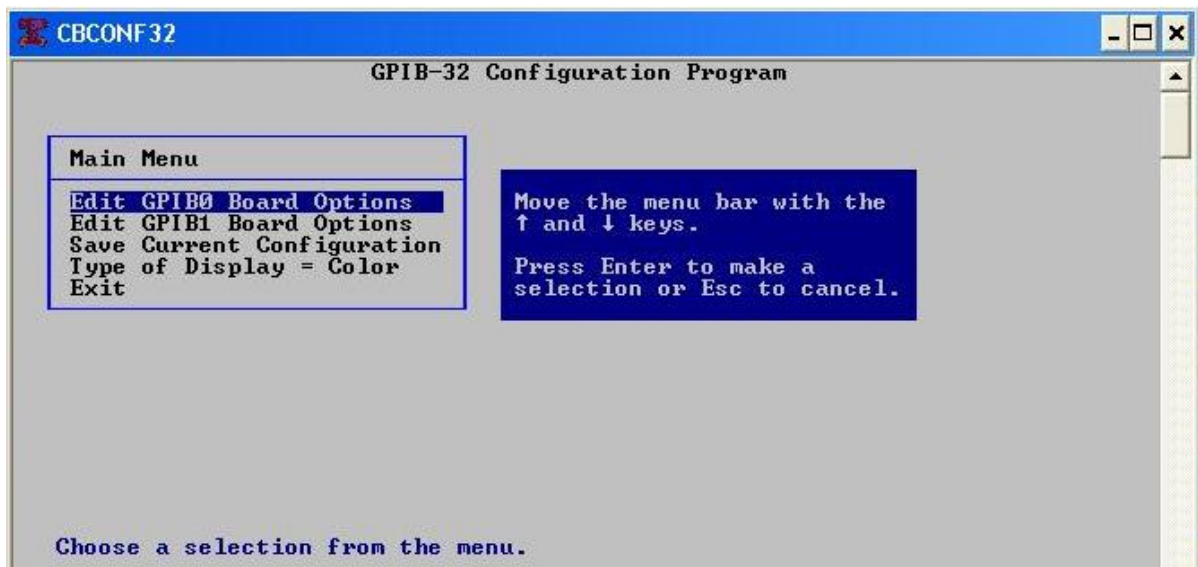 CBCONF32
GPIB-32 Configuration Program
Main Menu
Edit GPIB0 Board Options
Edit GPIB1 Board Options
Save Current Configuration
Type of Display = Color
Exit
Move the menu bar with the
↑ and ↓ keys.
Press Enter to make a
selection or Esc to cancel.
Choose a selection from the menu.